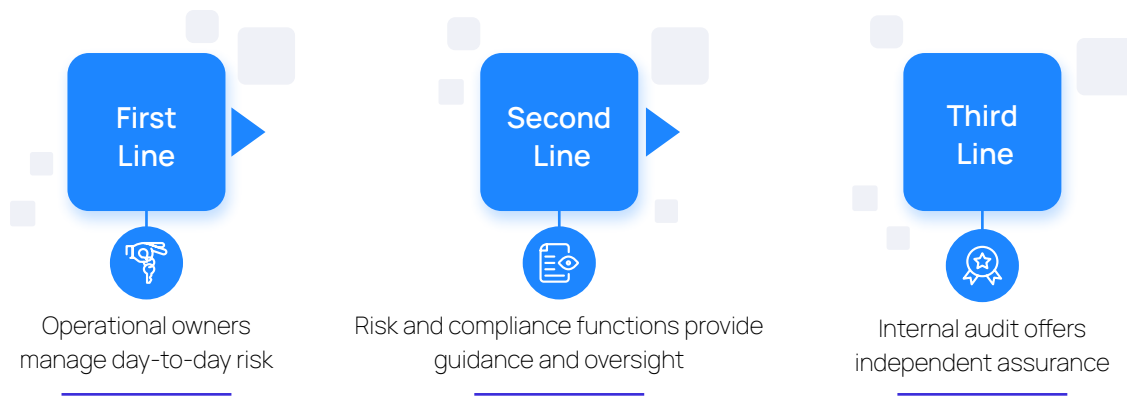 First
Line
Operational owners
manage day-to-day risk
Second
Line
Risk and compliance functions provide
guidance and oversight
Third
Line
Internal audit offers
independent assurance